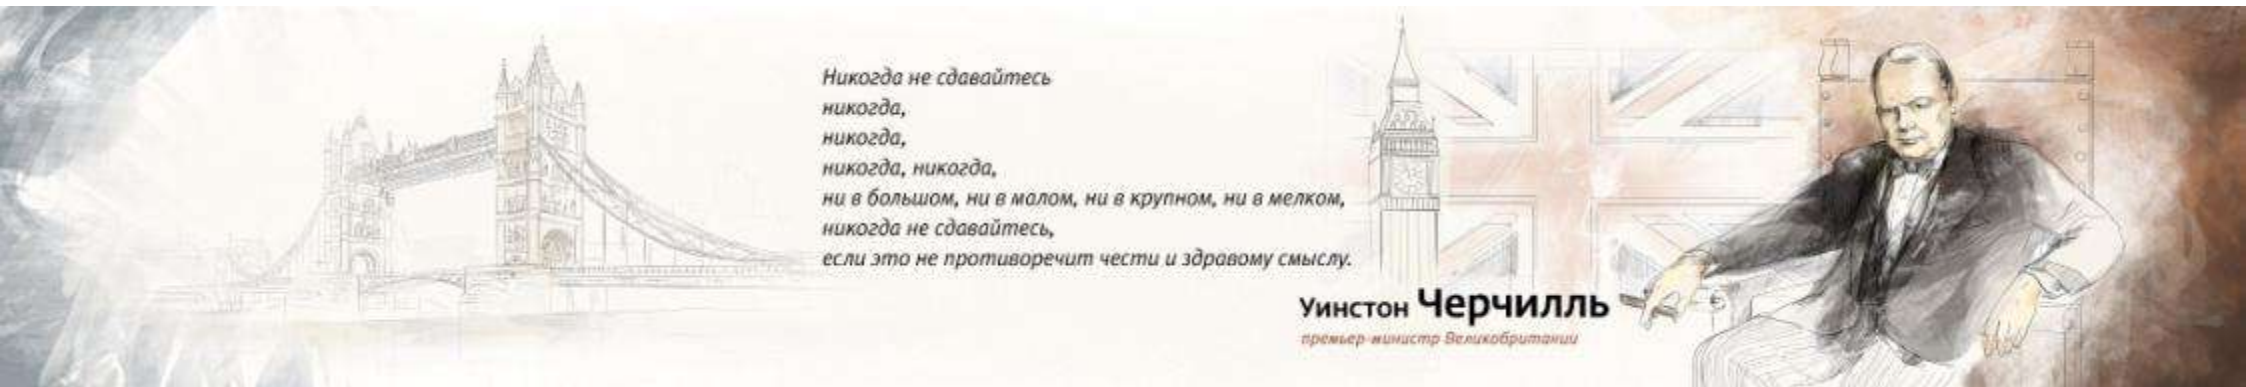 Никогда не сдавайтесь
никогда,
никогда,
никогда, никогда,
ни в большом, ни в малом, ни в крупном, ни в мелком,
никогда не сдавайтесь,
если это не противоречит чести и здравому смыслу.
Уинстон Черчилль
премьер-министр Великобритании